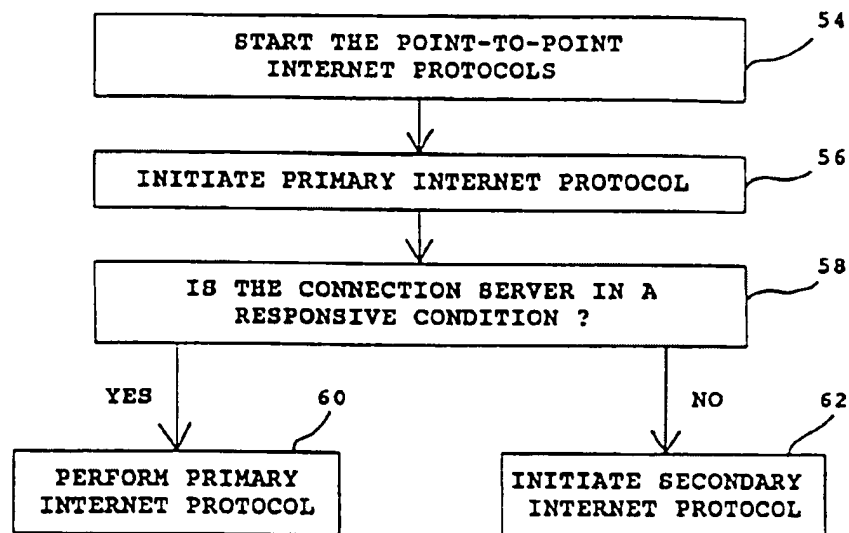 54
START THE POINT-TO-POINT
INTERNET PROTOCOLS
56
INITIATE PRIMARY INTERNET PROTOCOL
58
IS THE CONNECTION SERVER IN A
RESPONSIVE CONDITION ?
YES
60
NO
62
PERFORM PRIMARY
INTERNET PROTOCOL
INITIATE SECONDARY
INTERNET PROTOCOL